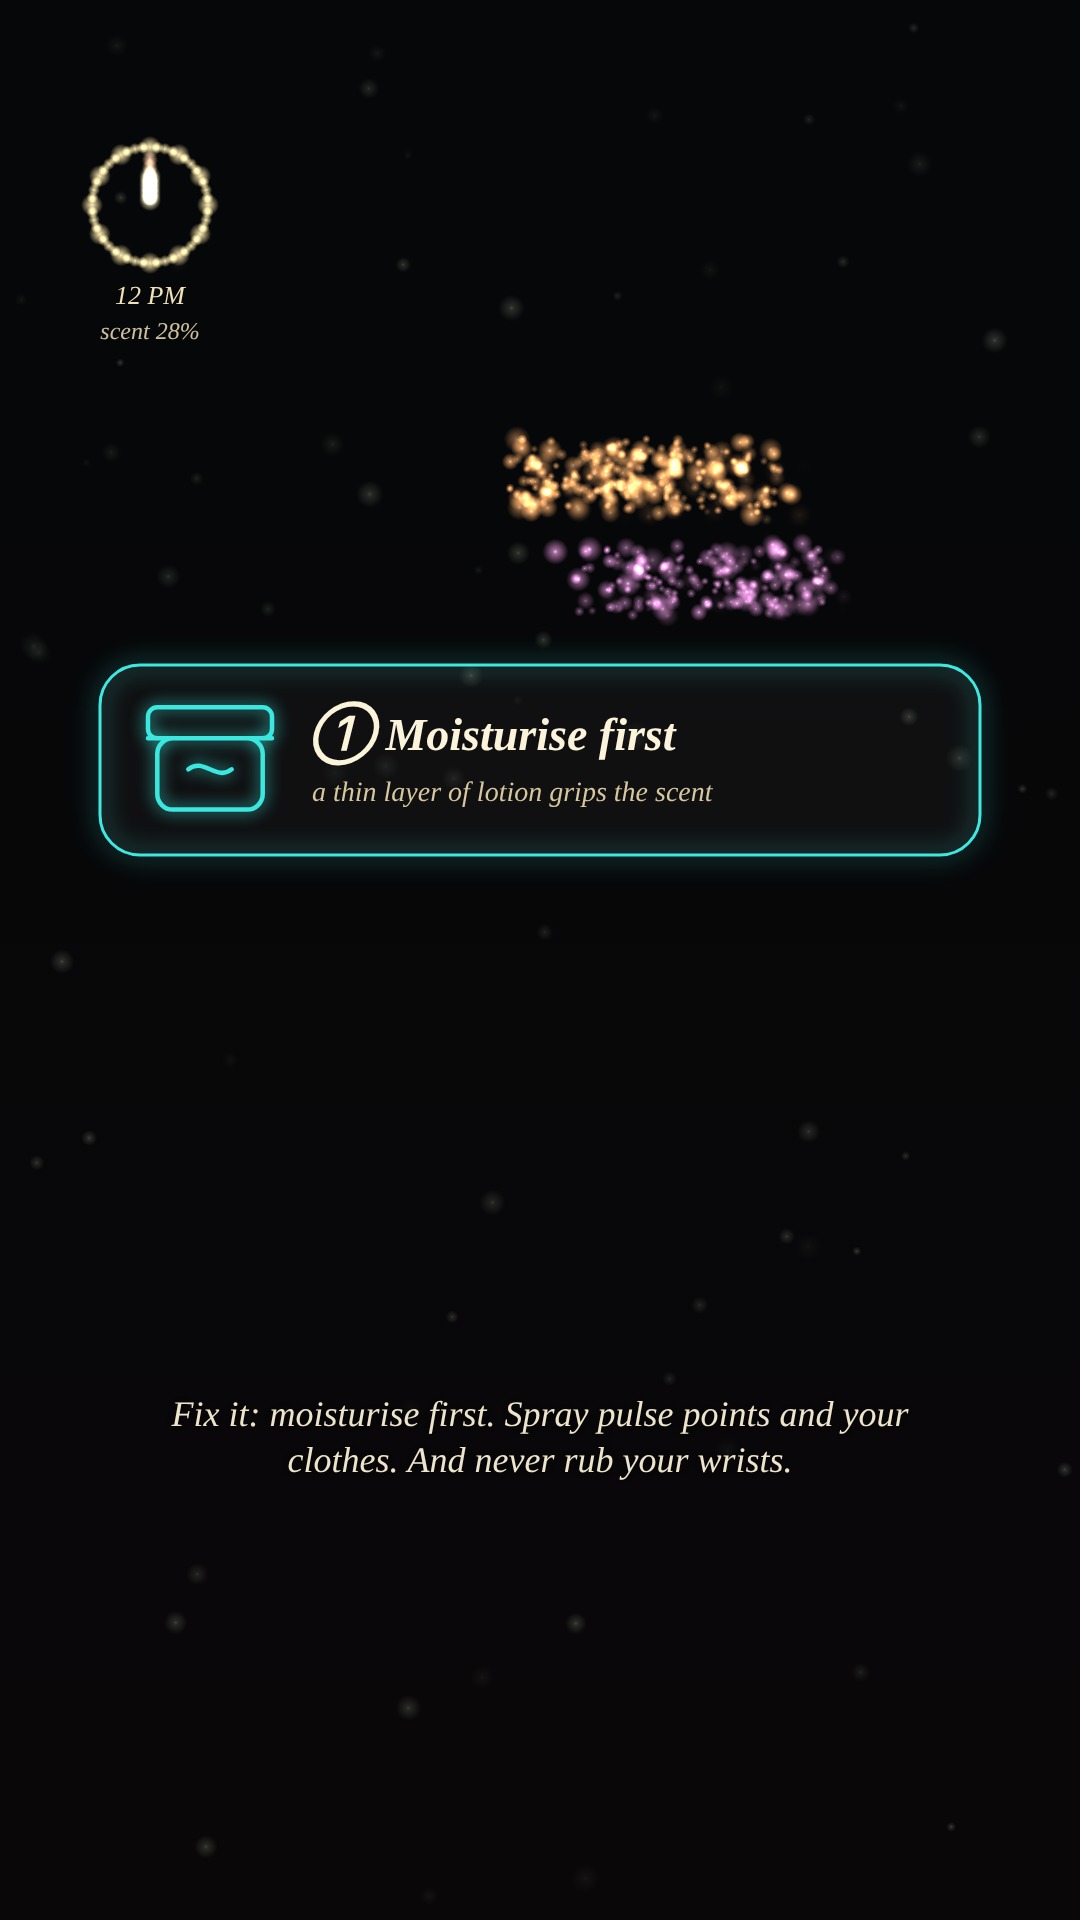 12 PM
scent 28%
① Moisturise first
a thin layer of lotion grips the scent
Fix it: moisturise first. Spray pulse points and your
clothes. And never rub your wrists.